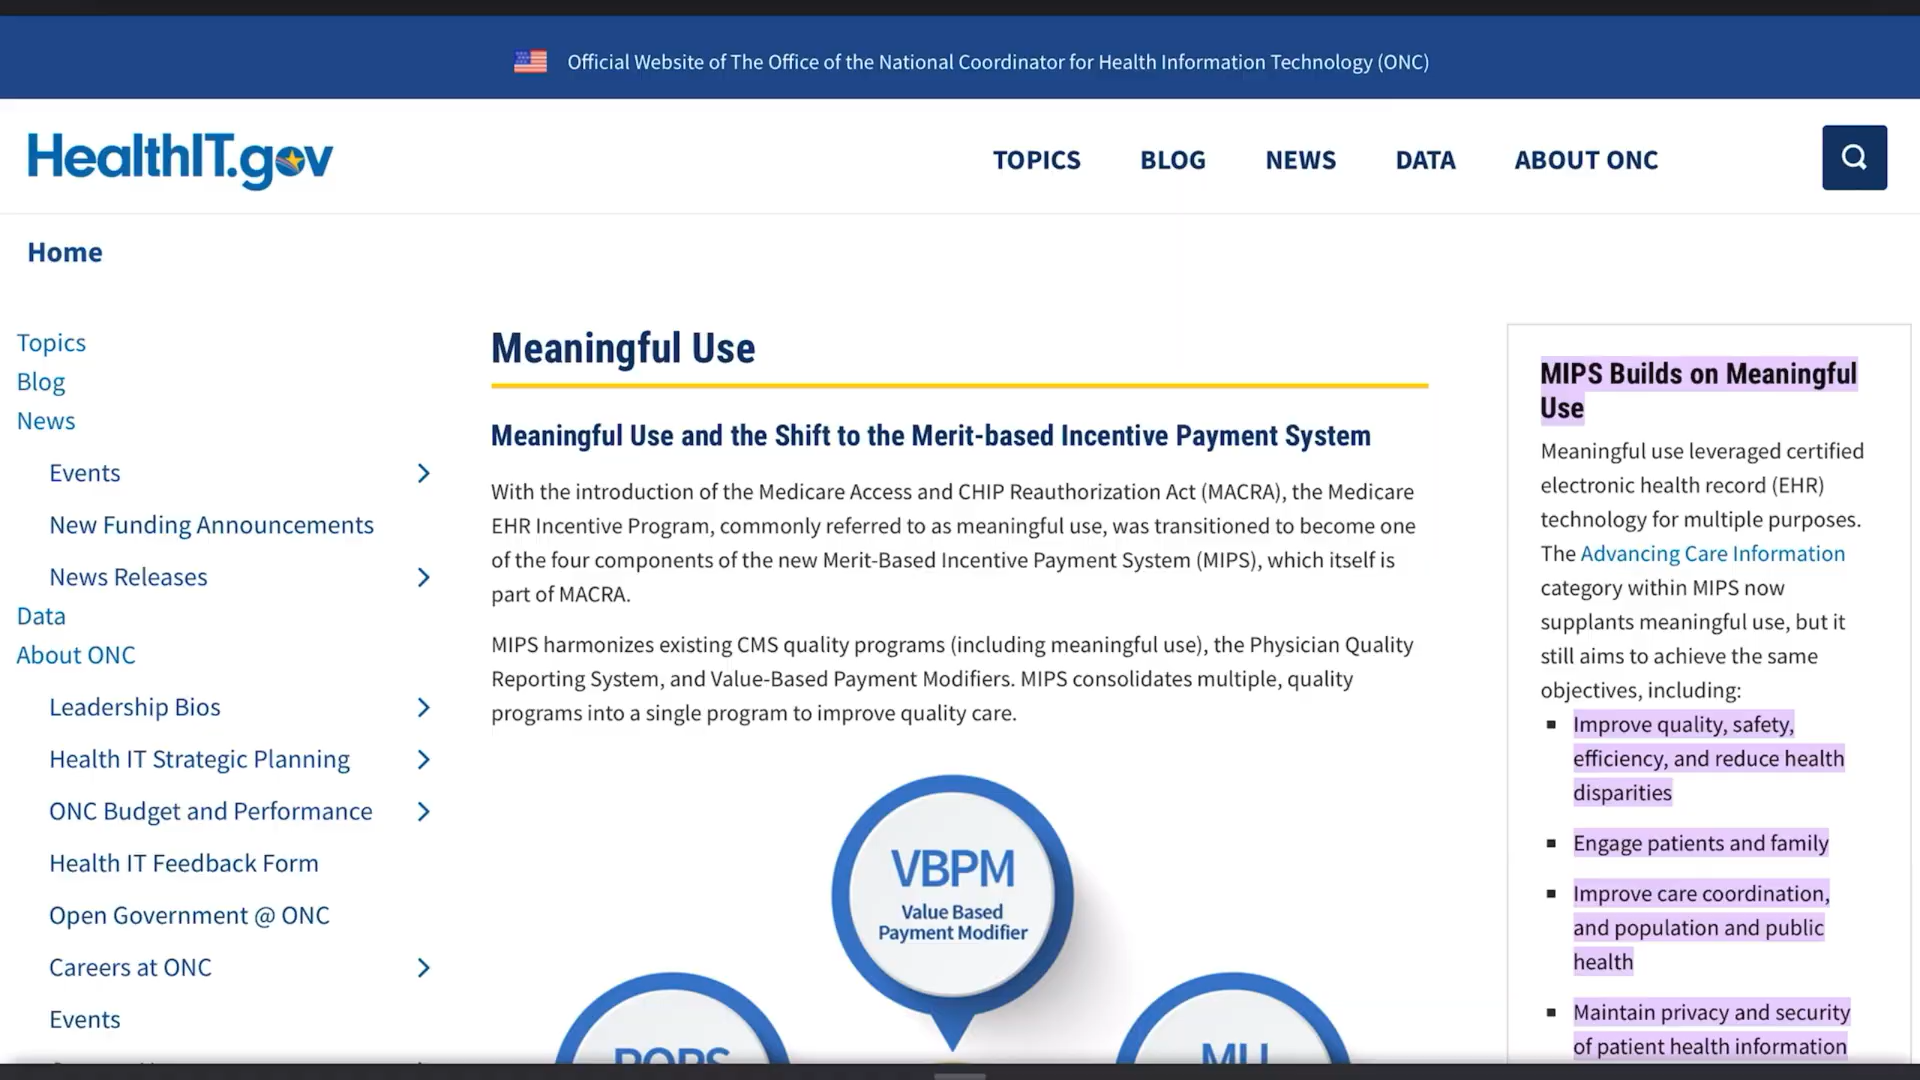 Official Website of The Office of the National Coordinator for Health Information Technology (ONC)
HealthIT.gov
TOPICS
BLOG
NEWS
DATA
ABOUT ONC
Home
Topics
Blog
News
Events
New Funding Announcements
News Releases
Data
About ONC
Leadership Bios
Health IT Strategic Planning
ONC Budget and Performance
Health IT Feedback Form
Open Government @ ONC
Careers at ONC
Events
Meaningful Use
Meaningful Use and the Shift to the Merit-based Incentive Payment System
With the introduction of the Medicare Access and CHIP Reauthorization Act (MACRA), the Medicare
EHR Incentive Program, commonly referred to as meaningful use, was transitioned to become one
of the four components of the new Merit-Based Incentive Payment System (MIPS), which itself is
part of MACRA.
MIPS harmonizes existing CMS quality programs (including meaningful use), the Physician Quality
Reporting System, and Value-Based Payment Modifiers. MIPS consolidates multiple, quality
programs into a single program to improve quality care.
VBPM
Value Based
Payment Modifier
PQRS
MU
MIPS Builds on Meaningful
Use
Meaningful use leveraged certified
electronic health record (EHR)
technology for multiple purposes.
The Advancing Care Information
category within MIPS now
supplants meaningful use, but it
still aims to achieve the same
objectives, including:
Improve quality, safety,
efficiency, and reduce health
disparities
Engage patients and family
Improve care coordination,
and population and public
health
Maintain privacy and security
of patient health information